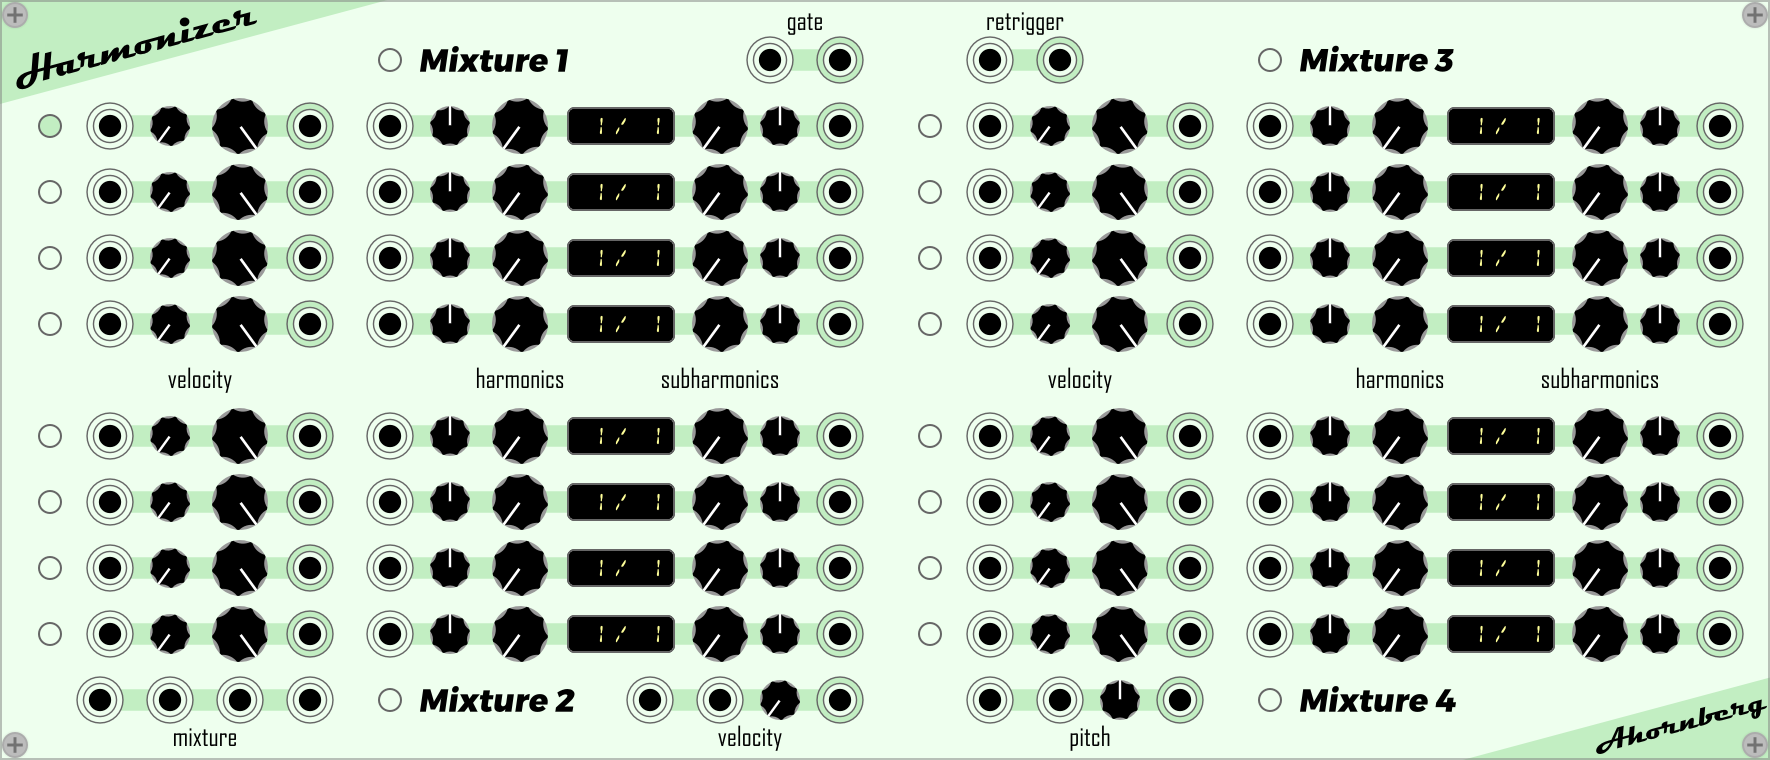 Harmonizer
gate
retrigger
Mixture 1
Mixture 3
1/ 1
1/ 1
1/ 1
1/ 1
1/ 1
1/ 1
1/ 1
1/ 1
velocity
harmonics
subharmonics
velocity
harmonics
subharmonics
1/ 1
1/ 1
1/ 1
1/ 1
1/ 1
1/ 1
1/ 1
1/ 1
Mixture 2
Mixture 4
mixture
velocity
pitch
Ahornberg